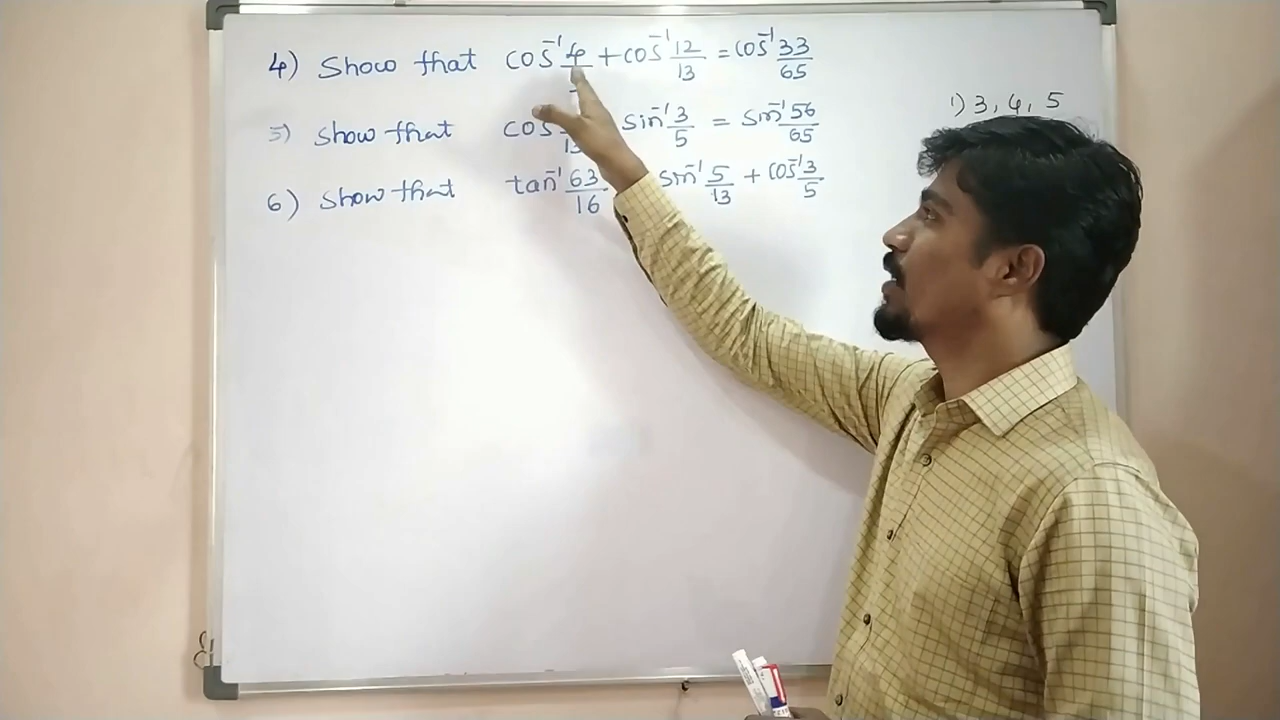 4) Show that cos⁻¹ 4/ + cos⁻¹ 12/13 = cos⁻¹ 33/65
5) Show that cos sin⁻¹ 3/5 = sin⁻¹ 56/65
6) Show that tan⁻¹ 63/16 sin⁻¹ 5/13 + cos⁻¹ 3/5
1) 3, 4, 5